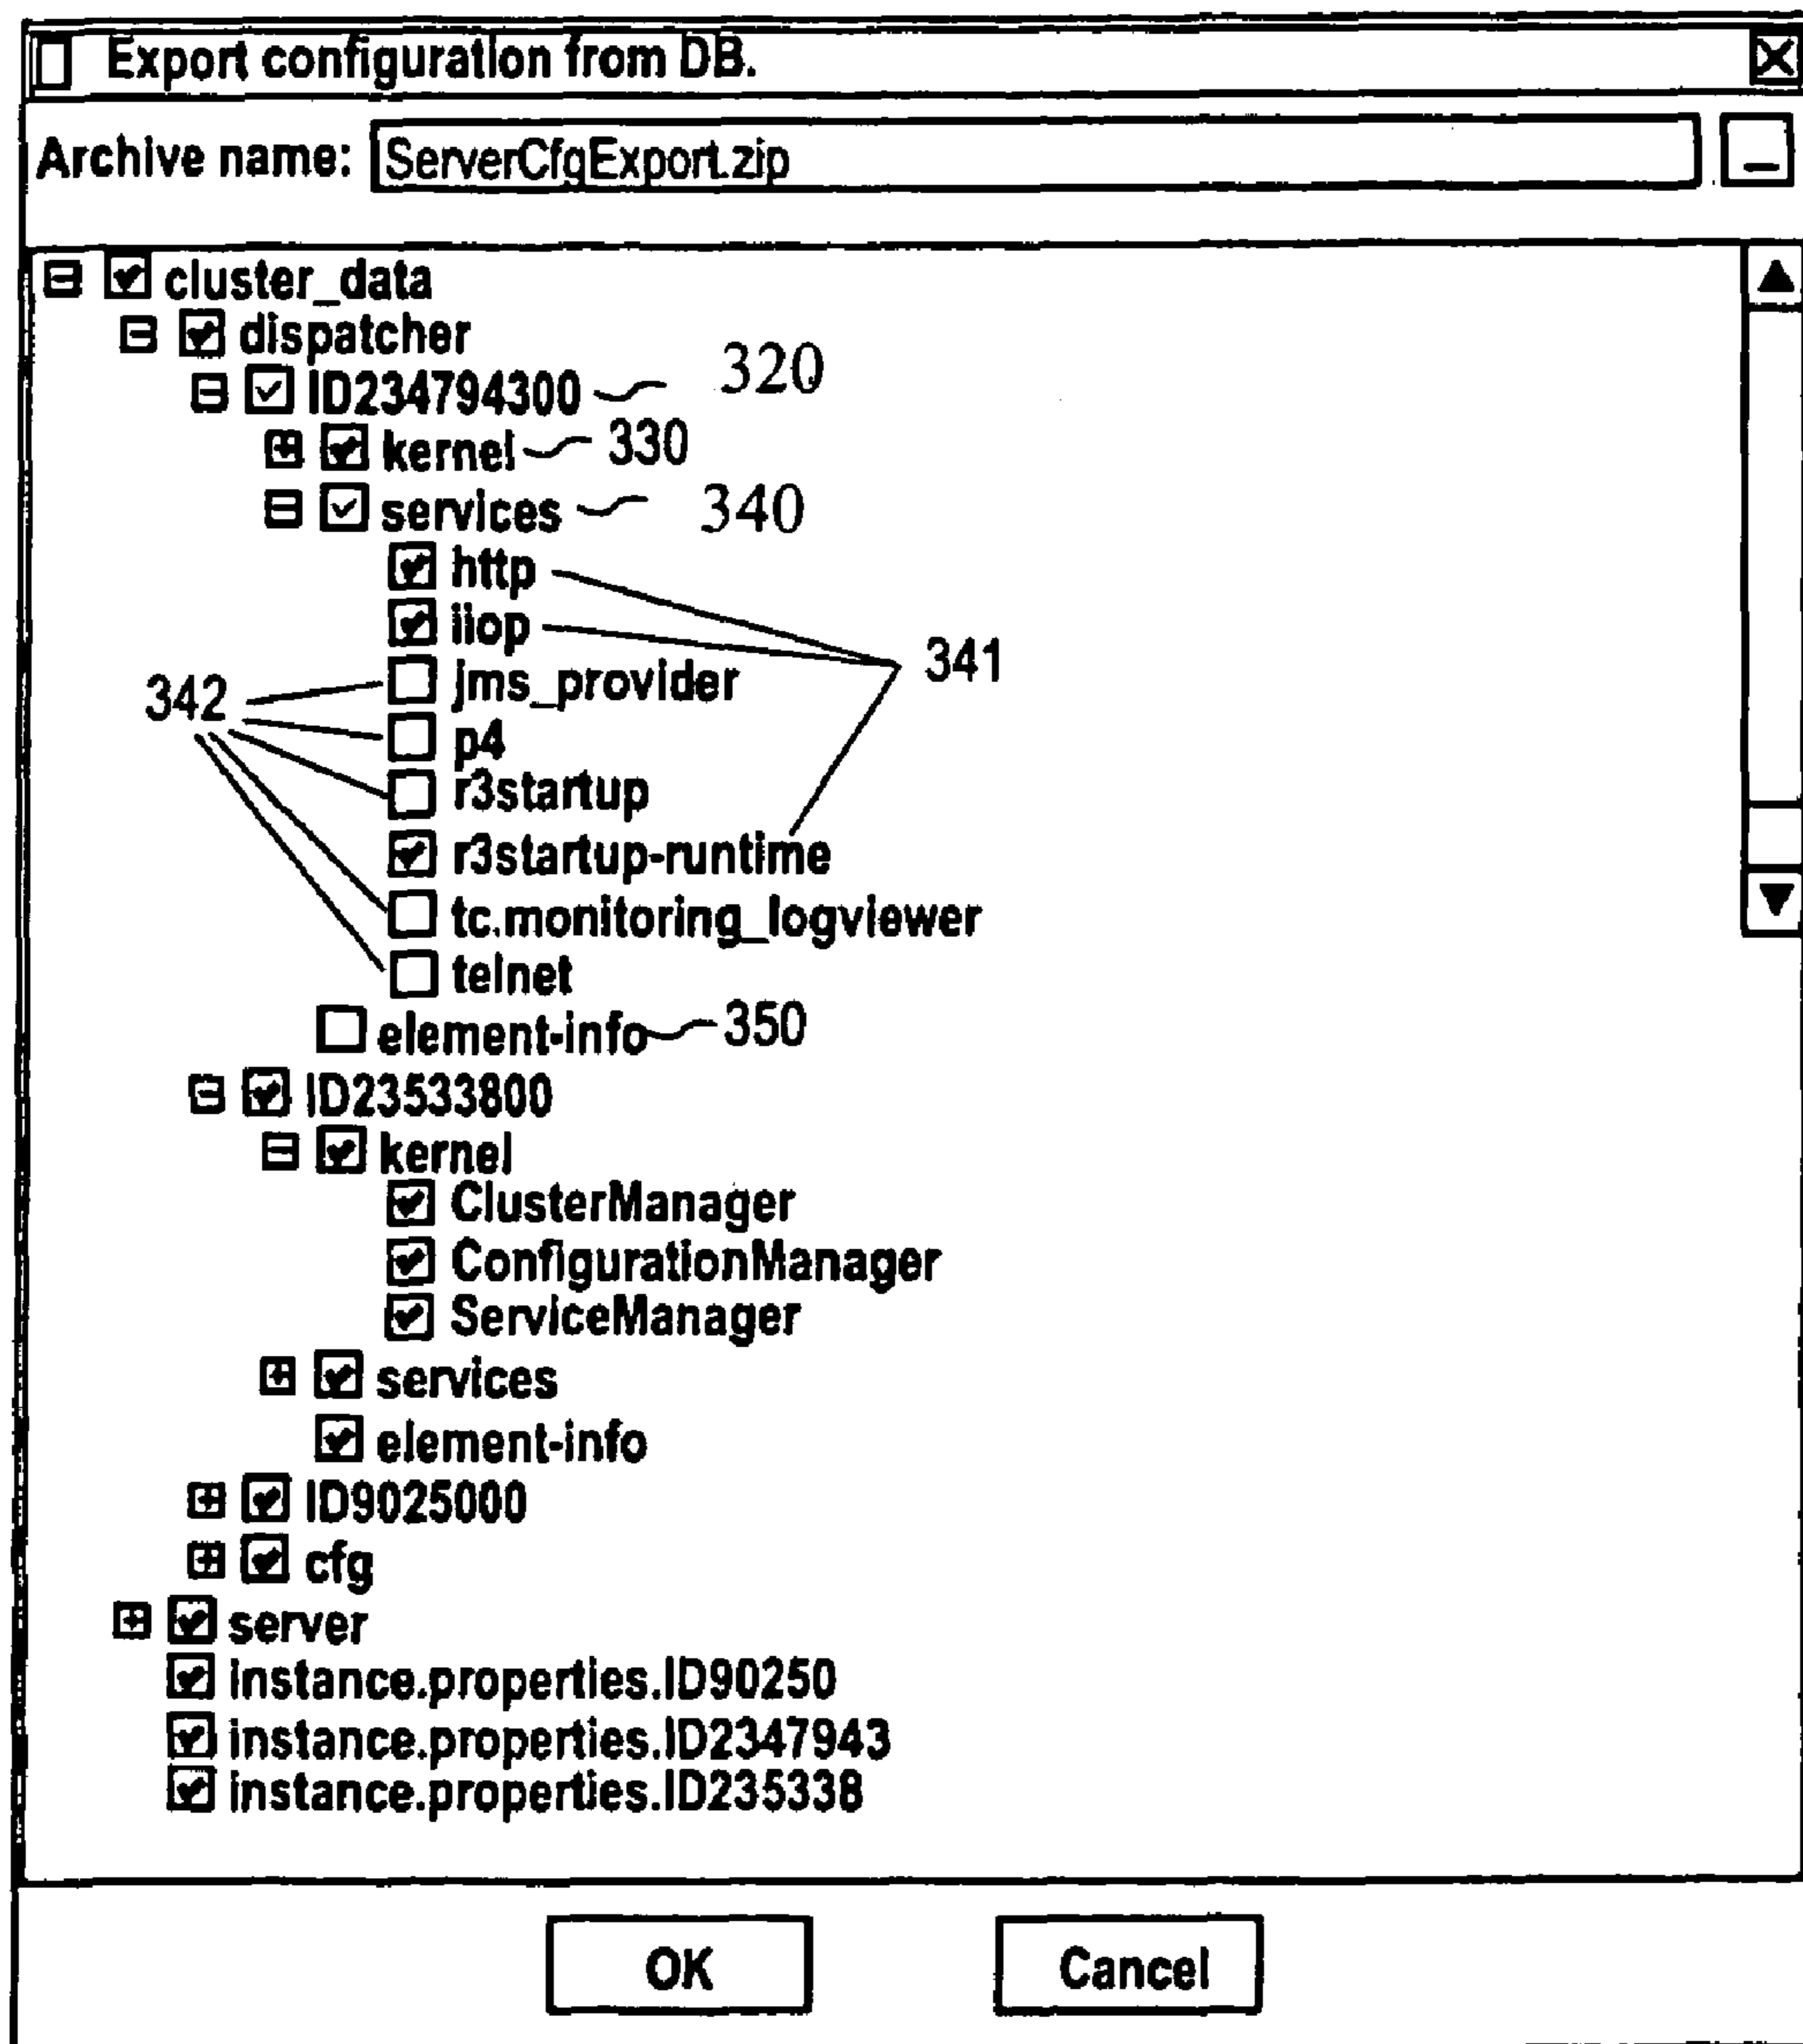 Export configuration from DB.
Archive name: ServerCfgExport.zip
cluster_data
dispatcher
ID234794300 320
kernel 330
services 340
http
iiop
341
jms_provider
342
p4
r3startup
r3startup-runtime
tc.monitoring_logviewer
telnet
element-info 350
ID23533800
kernel
ClusterManager
ConfigurationManager
ServiceManager
services
element-info
ID9025000
cfg
server
instance.properties.ID90250
instance.properties.ID2347943
instance.properties.ID235338
OK Cancel